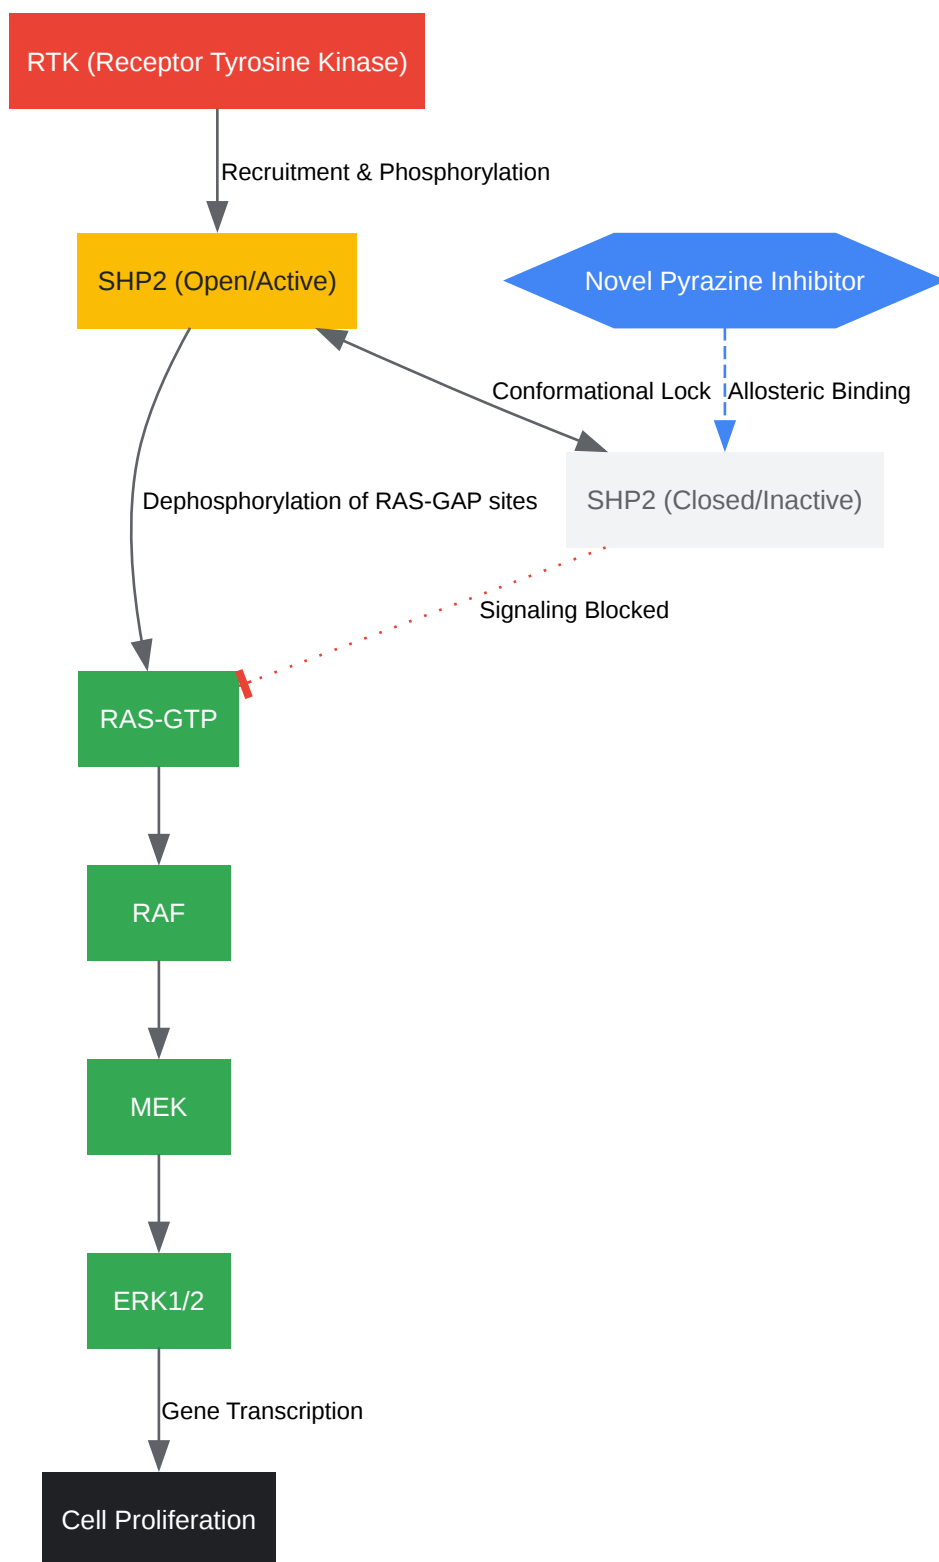 RTK (Receptor Tyrosine Kinase)
Recruitment & Phosphorylation
SHP2 (Open/Active)
Novel Pyrazine Inhibitor
Conformational Lock
Allosteric Binding
SHP2 (Closed/Inactive)
Dephosphorylation of RAS-GAP sites
Signaling Blocked
RAS-GTP
RAF
MEK
ERK1/2
Gene Transcription
Cell Proliferation